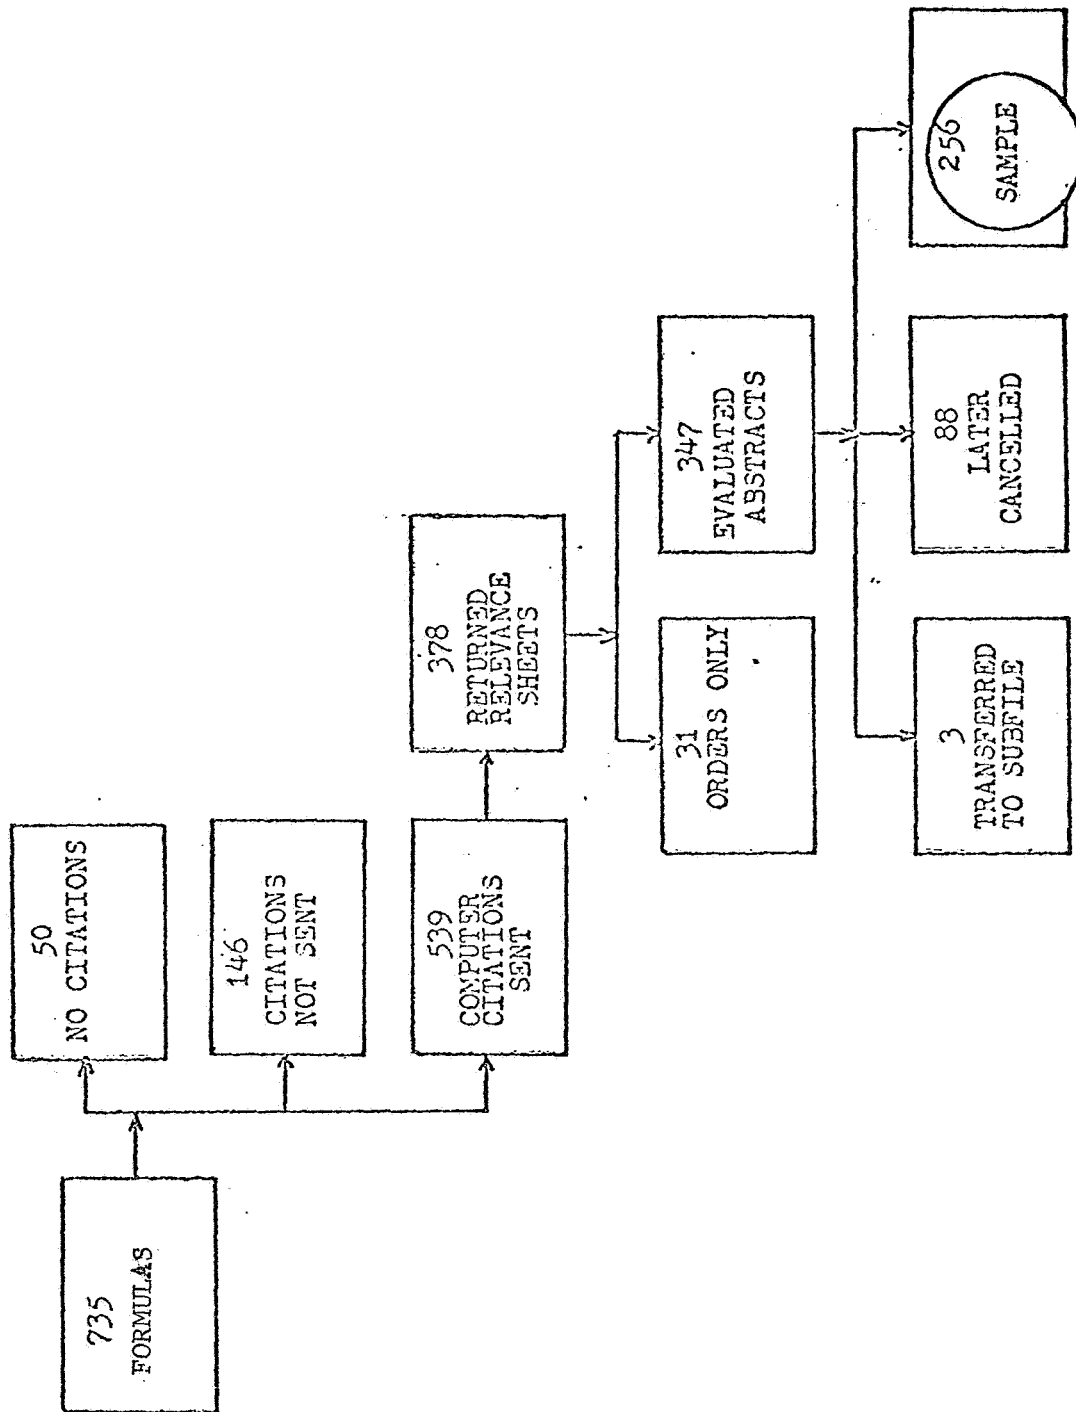 735
FORMULAS
50
NO CITATIONS
146
CITATIONS
NOT SENT
539
COMPUTER
CITATIONS
SENT
378
RETURNED
RELEVANCE
SHEETS
31
ORDERS ONLY
347
EVALUATED
ABSTRACTS
3
TRANSFERRED
TO SUBFILE
88
LATER
CANCELLED
256
SAMPLE